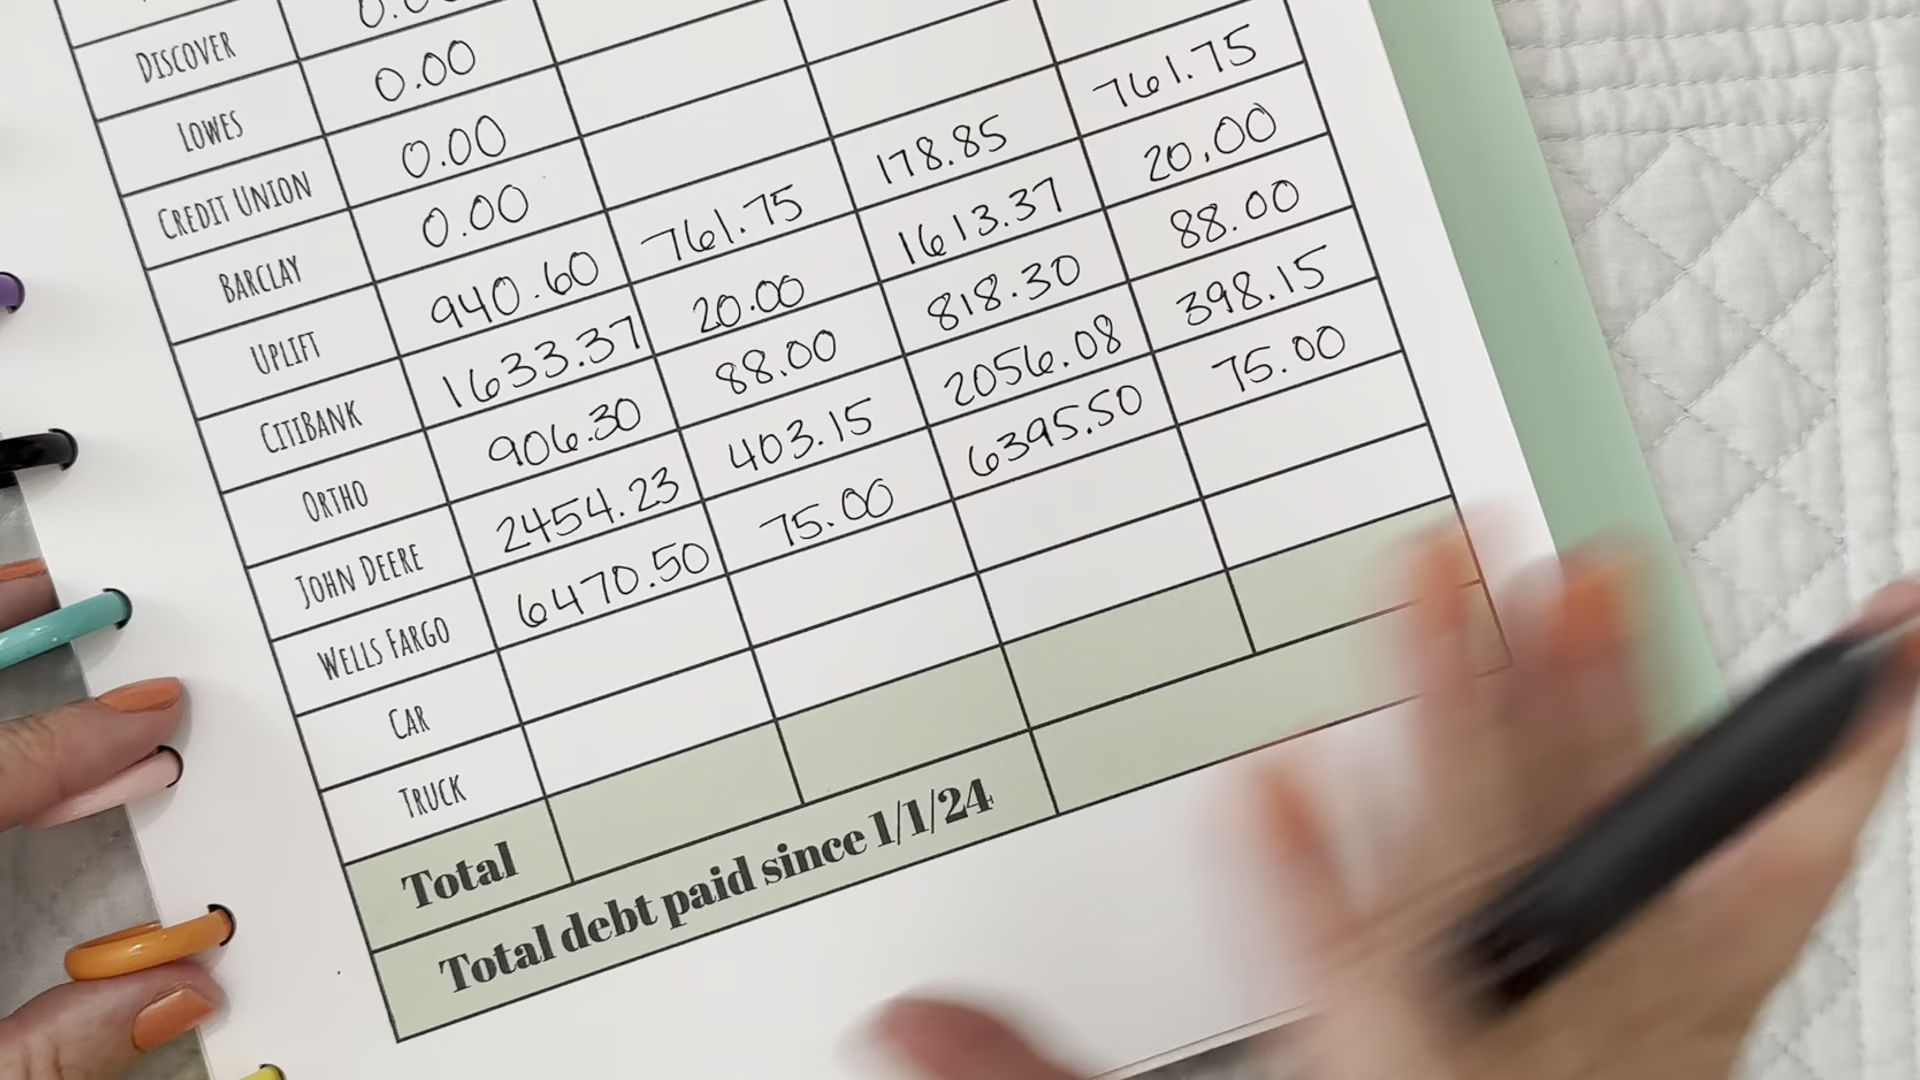 DISCOVER
LOWES 0.00
CREDIT UNION 0.00
BARCLAY 0.00
UPLIFT 940.60 761.75 178.85 761.75
CITIBANK 1633.37 20.00 1613.37 20.00
ORTHO 906.30 88.00 818.30 88.00
JOHN DEERE 2454.23 403.15 2056.08 398.15
WELLS FARGO 6470.50 75.00 6395.50 75.00
CAR
TRUCK
Total
Total debt paid since 1/1/24